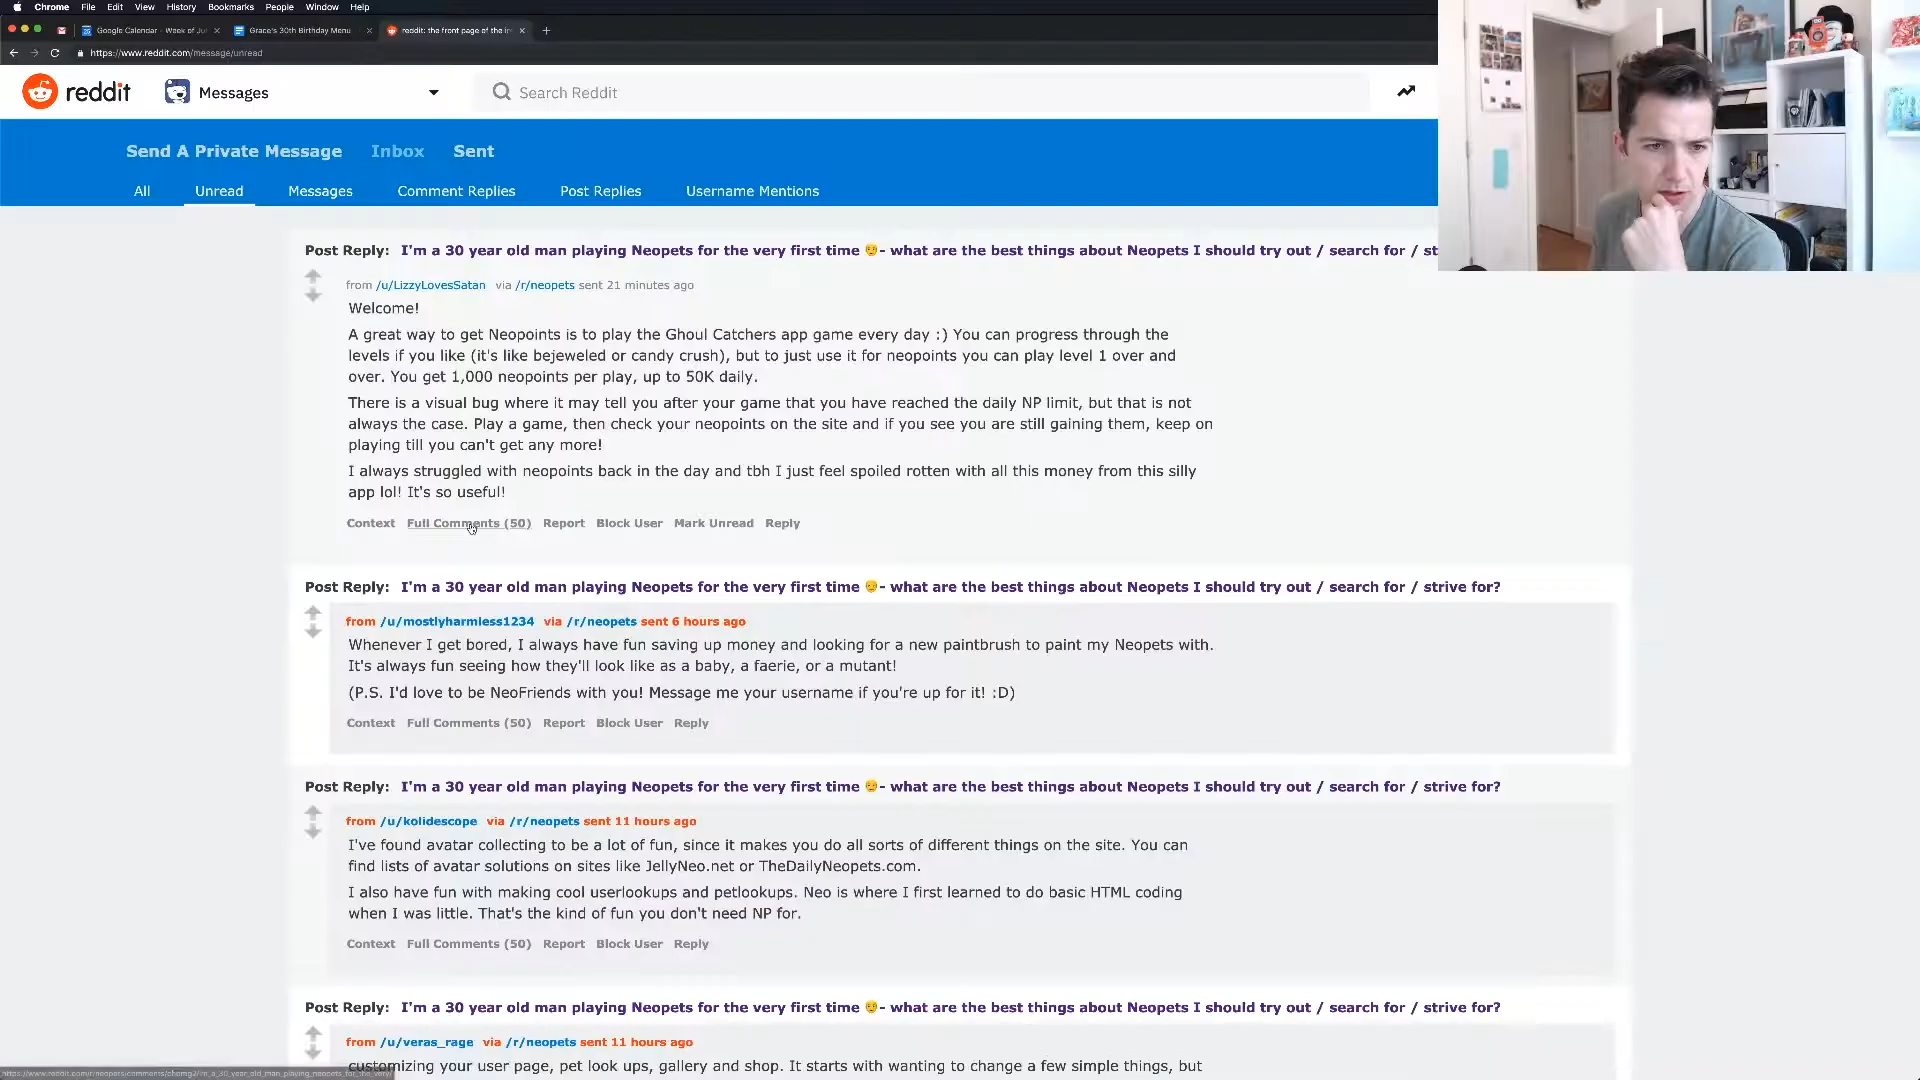 Chrome File Edit View History Bookmarks People Window Help
Google Calendar - Week of Jul
Grace's 30th Birthday Menu
reddit: the front page of the in
https://www.reddit.com/message/unread
reddit Messages Search Reddit
Send A Private Message Inbox Sent
All Unread Messages Comment Replies Post Replies Username Mentions
Post Reply: I'm a 30 year old man playing Neopets for the very first time 👴- what are the best things about Neopets I should try out / search for / st
from /u/LizzyLovesSatan via /r/neopets sent 21 minutes ago
Welcome!
A great way to get Neopoints is to play the Ghoul Catchers app game every day :) You can progress through the
levels if you like (it's like bejeweled or candy crush), but to just use it for neopoints you can play level 1 over and
over. You get 1,000 neopoints per play, up to 50K daily.
There is a visual bug where it may tell you after your game that you have reached the daily NP limit, but that is not
always the case. Play a game, then check your neopoints on the site and if you see you are still gaining them, keep on
playing till you can't get any more!
I always struggled with neopoints back in the day and tbh I just feel spoiled rotten with all this money from this silly
app lol! It's so useful!
Context Full Comments (50) Report Block User Mark Unread Reply
Post Reply: I'm a 30 year old man playing Neopets for the very first time 👴- what are the best things about Neopets I should try out / search for / strive for?
from /u/mostlyharmless1234 via /r/neopets sent 6 hours ago
Whenever I get bored, I always have fun saving up money and looking for a new paintbrush to paint my Neopets with.
It's always fun seeing how they'll look like as a baby, a faerie, or a mutant!
(P.S. I'd love to be NeoFriends with you! Message me your username if you're up for it! :D)
Context Full Comments (50) Report Block User Reply
Post Reply: I'm a 30 year old man playing Neopets for the very first time 👴- what are the best things about Neopets I should try out / search for / strive for?
from /u/kolidescope via /r/neopets sent 11 hours ago
I've found avatar collecting to be a lot of fun, since it makes you do all sorts of different things on the site. You can
find lists of avatar solutions on sites like JellyNeo.net or TheDailyNeopets.com.
I also have fun with making cool userlookups and petlookups. Neo is where I first learned to do basic HTML coding
when I was little. That's the kind of fun you don't need NP for.
Context Full Comments (50) Report Block User Reply
Post Reply: I'm a 30 year old man playing Neopets for the very first time 👴- what are the best things about Neopets I should try out / search for / strive for?
from /u/veras_rage via /r/neopets sent 11 hours ago
customizing your user page, pet look ups, gallery and shop. It starts with wanting to change a few simple things, but